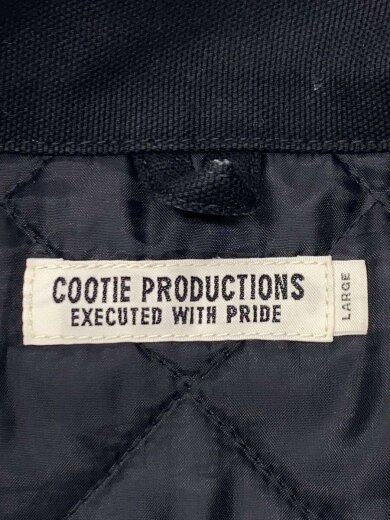 COOTIE PRODUCTIONS
EXECUTED WITH PRIDE
LARGE